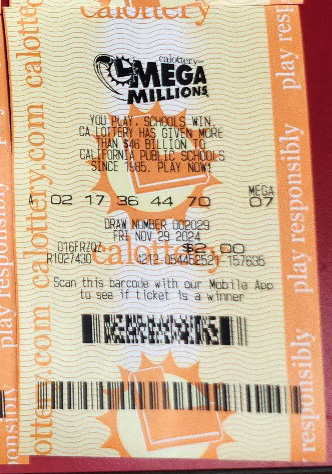 calottery
calottery
MEGA
MILLIONS
YOU PLAY. SCHOOLS WIN.
CA LOTTERY HAS GIVEN MORE
THAN $46 BILLION TO
CALIFORNIA PUBLIC SCHOOLS
SINCE 1985. PLAY NOW!
MEGA
A 02 17 36 44 70 07
DRAW NUMBER 002029
FRI NOV 29 2024
$2.00
R1027430
Scan this barcode with our Mobile App
to see if ticket is a winner
calottery.com
calottery
play responsibly
play responsibly